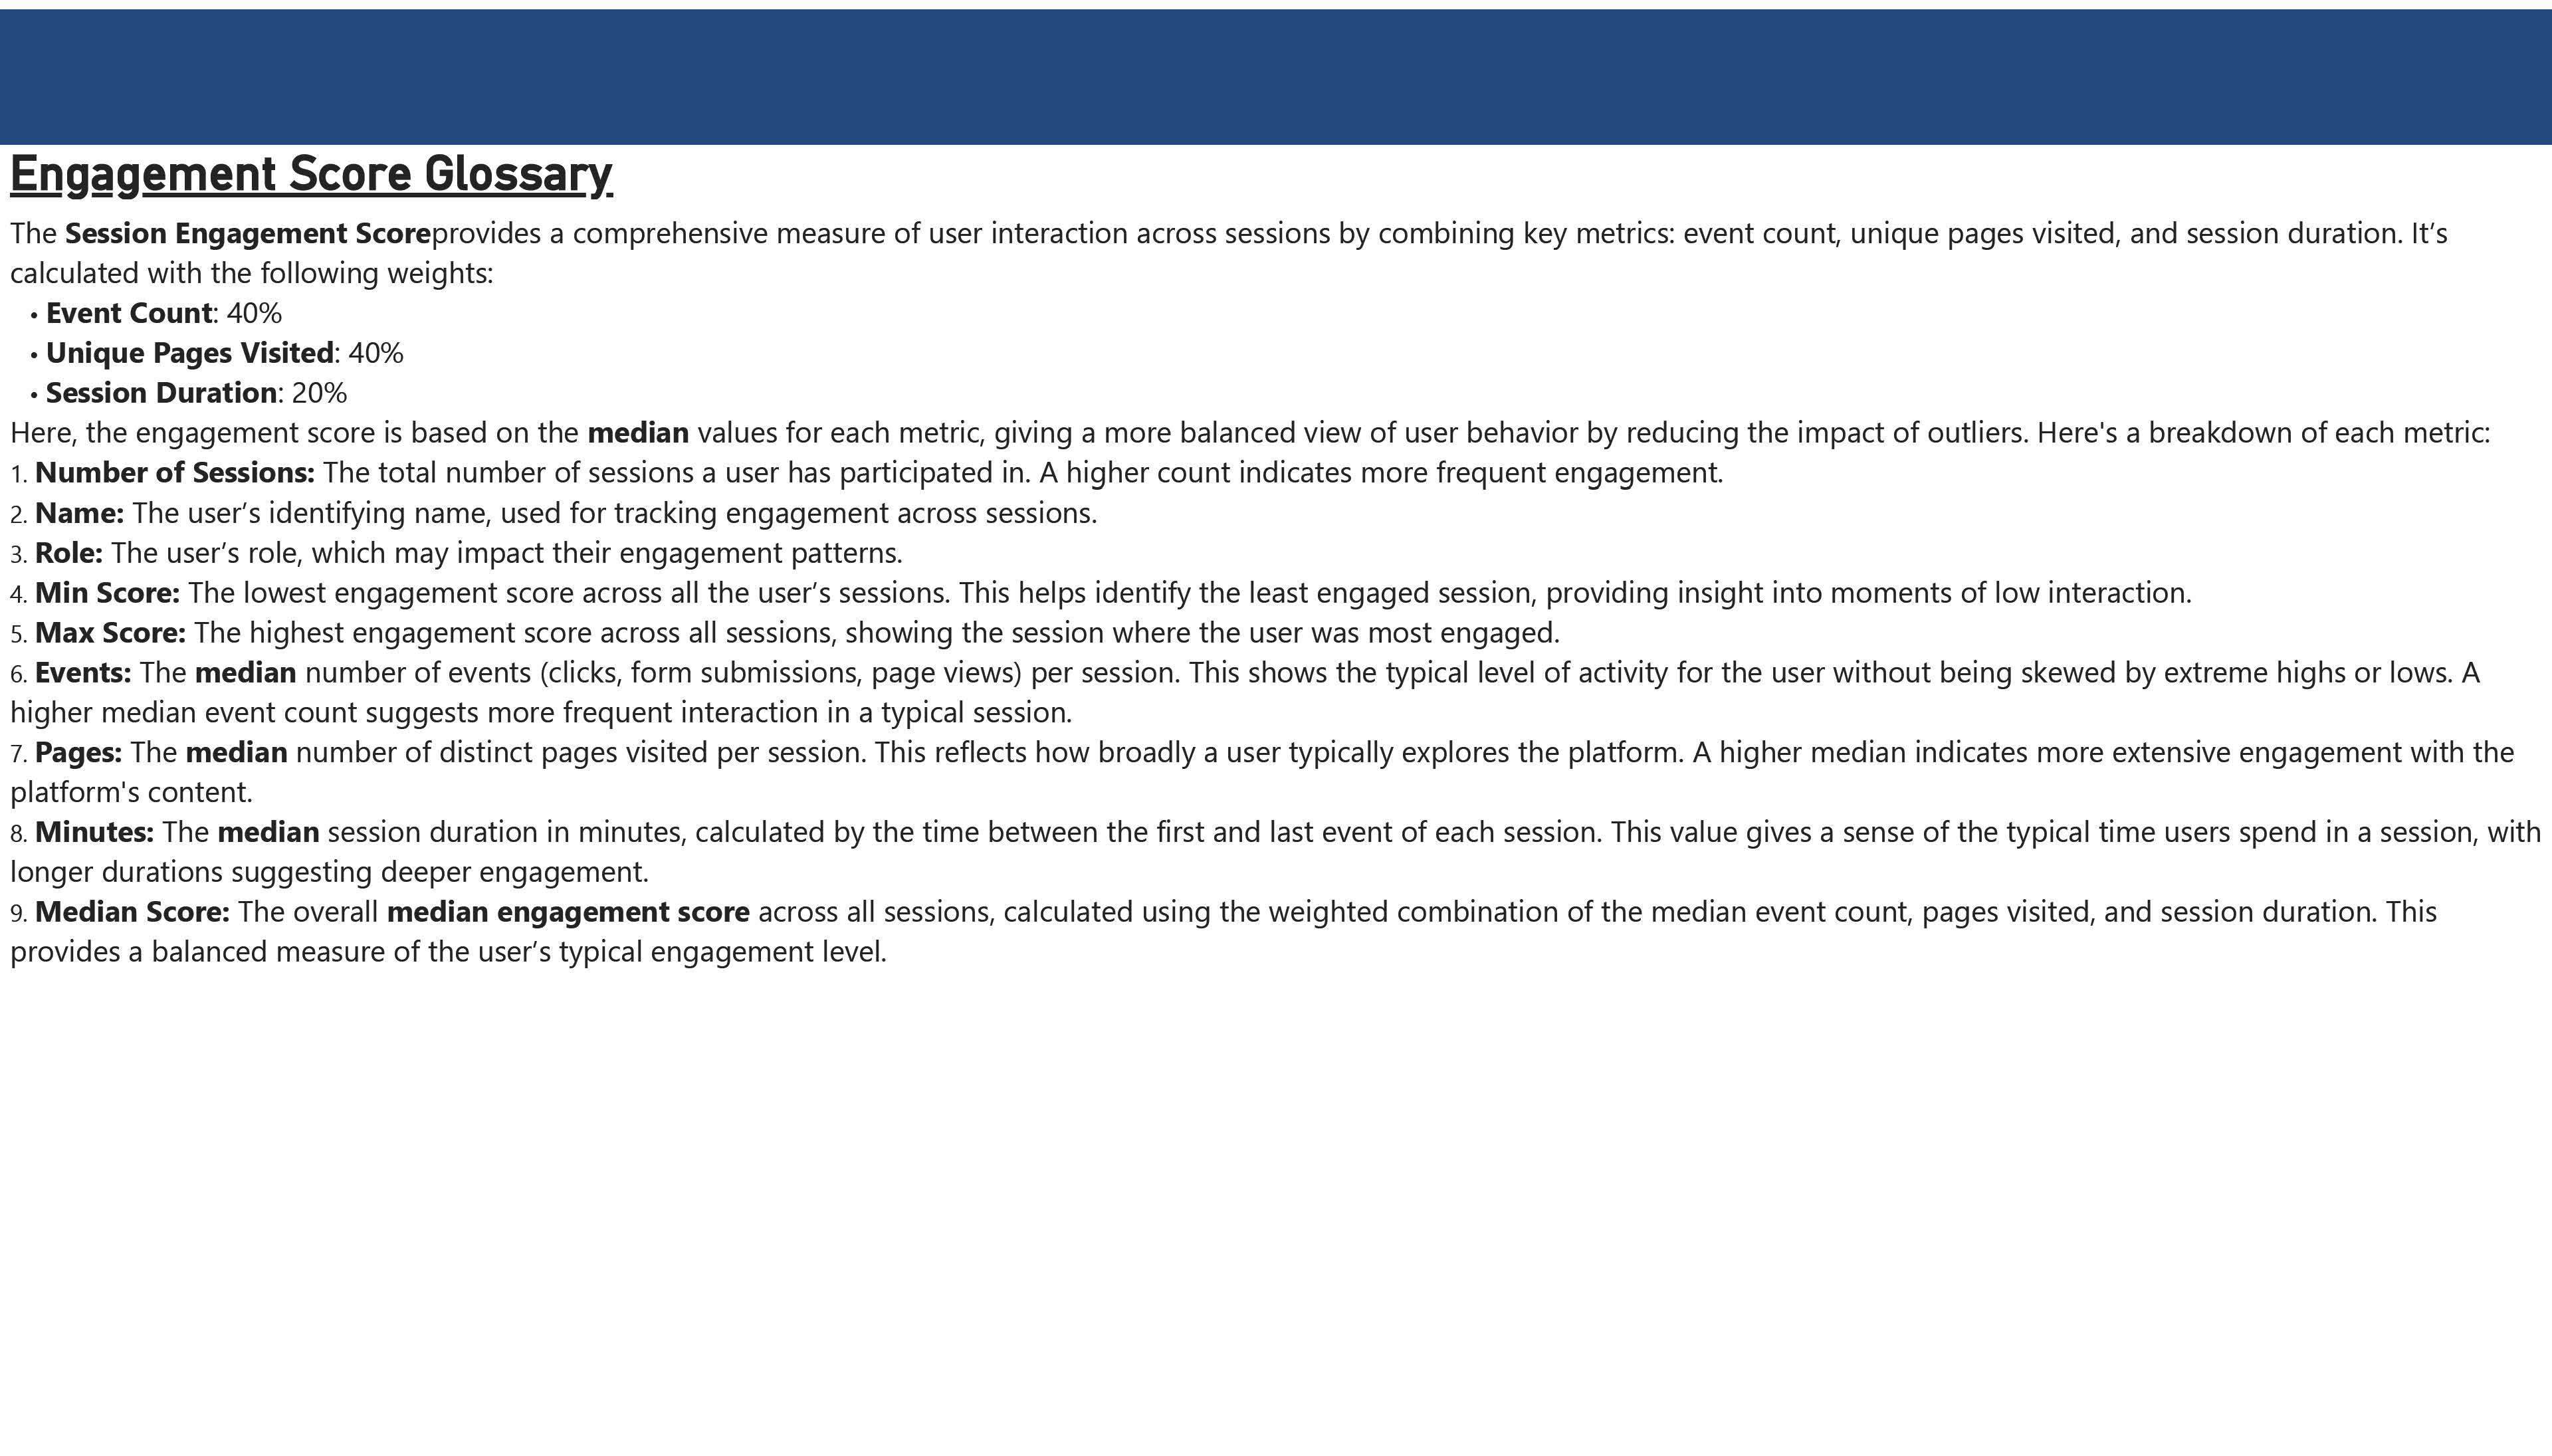 Engagement Score Glossary
The Session Engagement Scoreprovides a comprehensive measure of user interaction across sessions by combining key metrics: event count, unique pages visited, and session duration. It’s
calculated with the following weights:
• Event Count: 40%
• Unique Pages Visited: 40%
• Session Duration: 20%
Here, the engagement score is based on the median values for each metric, giving a more balanced view of user behavior by reducing the impact of outliers. Here's a breakdown of each metric:
1. Number of Sessions: The total number of sessions a user has participated in. A higher count indicates more frequent engagement.
2. Name: The user’s identifying name, used for tracking engagement across sessions.
3. Role: The user’s role, which may impact their engagement patterns.
4. Min Score: The lowest engagement score across all the user’s sessions. This helps identify the least engaged session, providing insight into moments of low interaction.
5. Max Score: The highest engagement score across all sessions, showing the session where the user was most engaged.
6. Events: The median number of events (clicks, form submissions, page views) per session. This shows the typical level of activity for the user without being skewed by extreme highs or lows. A
higher median event count suggests more frequent interaction in a typical session.
7. Pages: The median number of distinct pages visited per session. This reflects how broadly a user typically explores the platform. A higher median indicates more extensive engagement with the
platform's content.
8. Minutes: The median session duration in minutes, calculated by the time between the first and last event of each session. This value gives a sense of the typical time users spend in a session, with
longer durations suggesting deeper engagement.
9. Median Score: The overall median engagement score across all sessions, calculated using the weighted combination of the median event count, pages visited, and session duration. This
provides a balanced measure of the user’s typical engagement level.